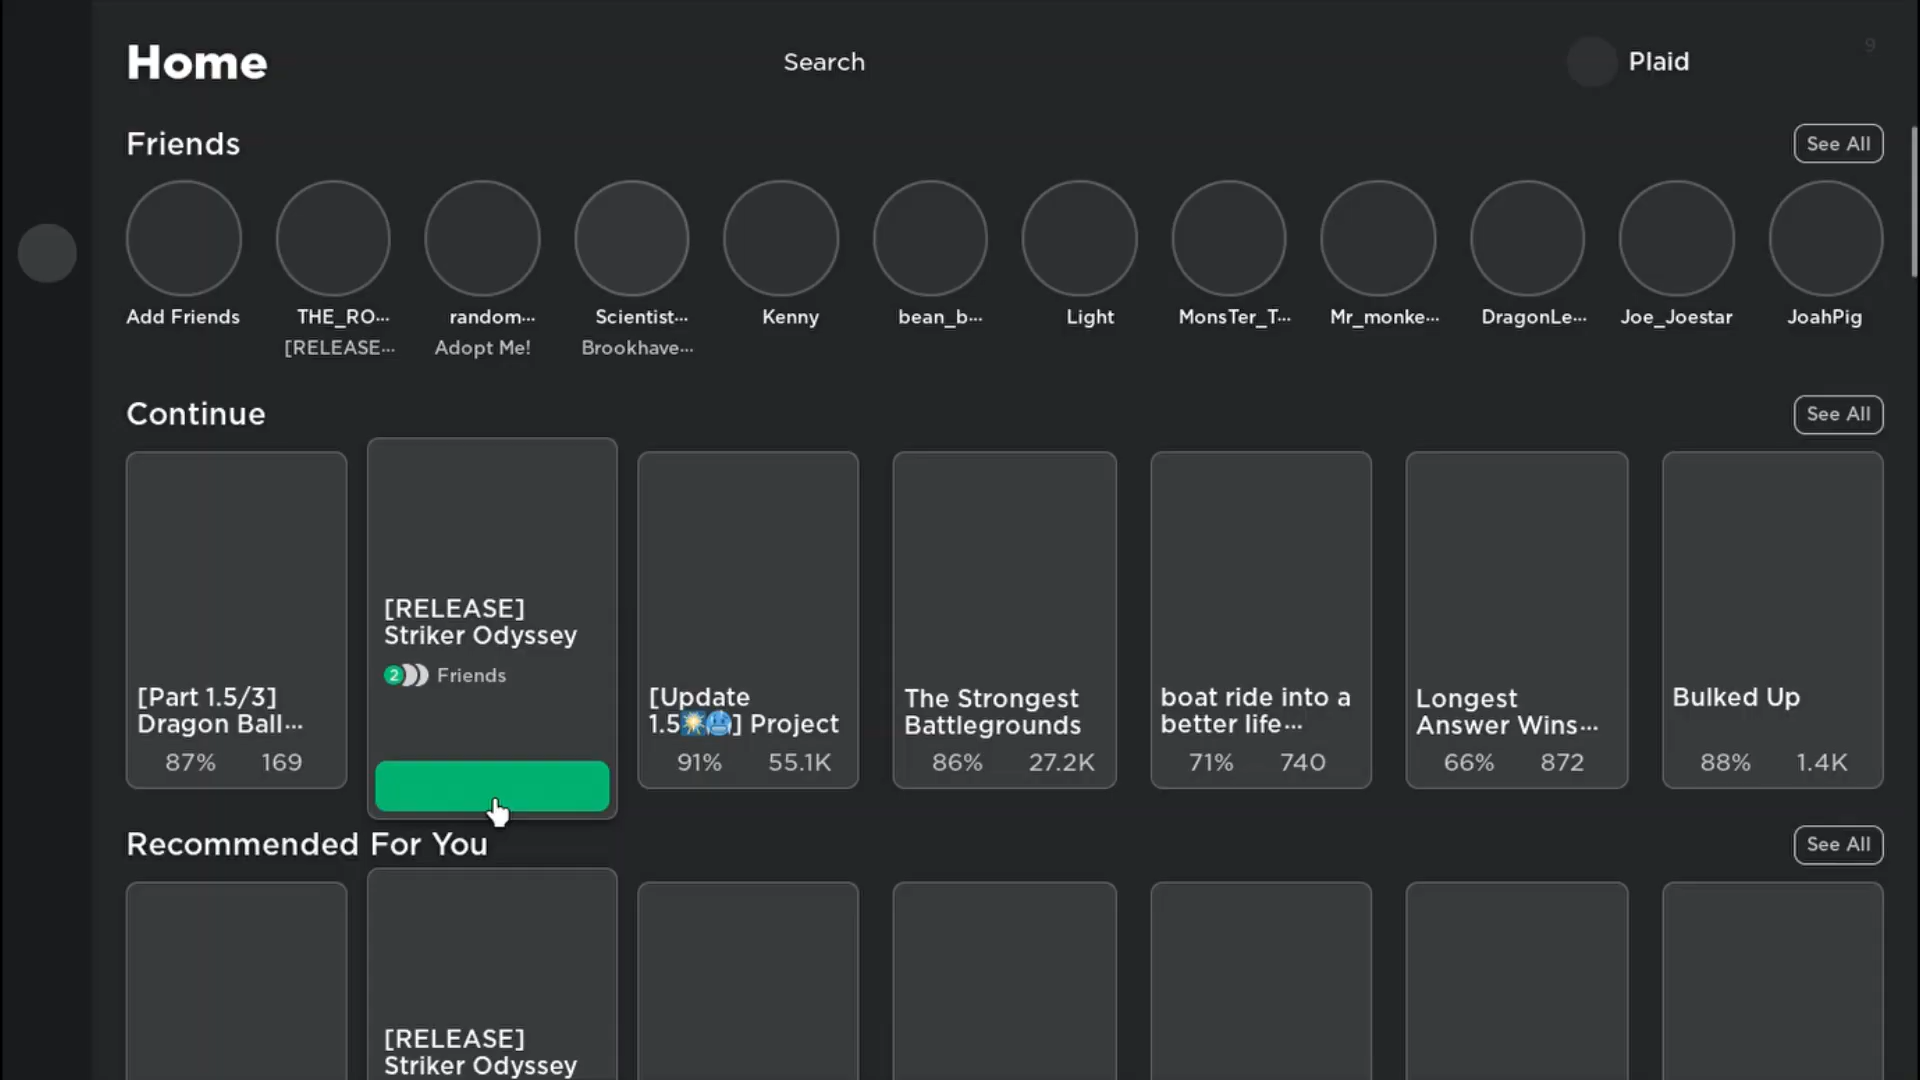 Home
Search
Plaid
9
Friends
See All
Add Friends
THE_RO...
random...
Scientist...
Kenny
bean_b...
Light
MonsTer_T...
Mr_monke...
DragonLe...
Joe_Joestar
JoahPig
[RELEASE...
Adopt Me!
Brookhave...
Continue
See All
[Part 1.5/3]
Dragon Ball...
87% 169
[RELEASE]
Striker Odyssey
2 Friends
[Update
1.5💥🥶] Project
91% 55.1K
The Strongest
Battlegrounds
86% 27.2K
boat ride into a
better life...
71% 740
Longest
Answer Wins...
66% 872
Bulked Up
88% 1.4K
Recommended For You
See All
[RELEASE]
Striker Odyssey